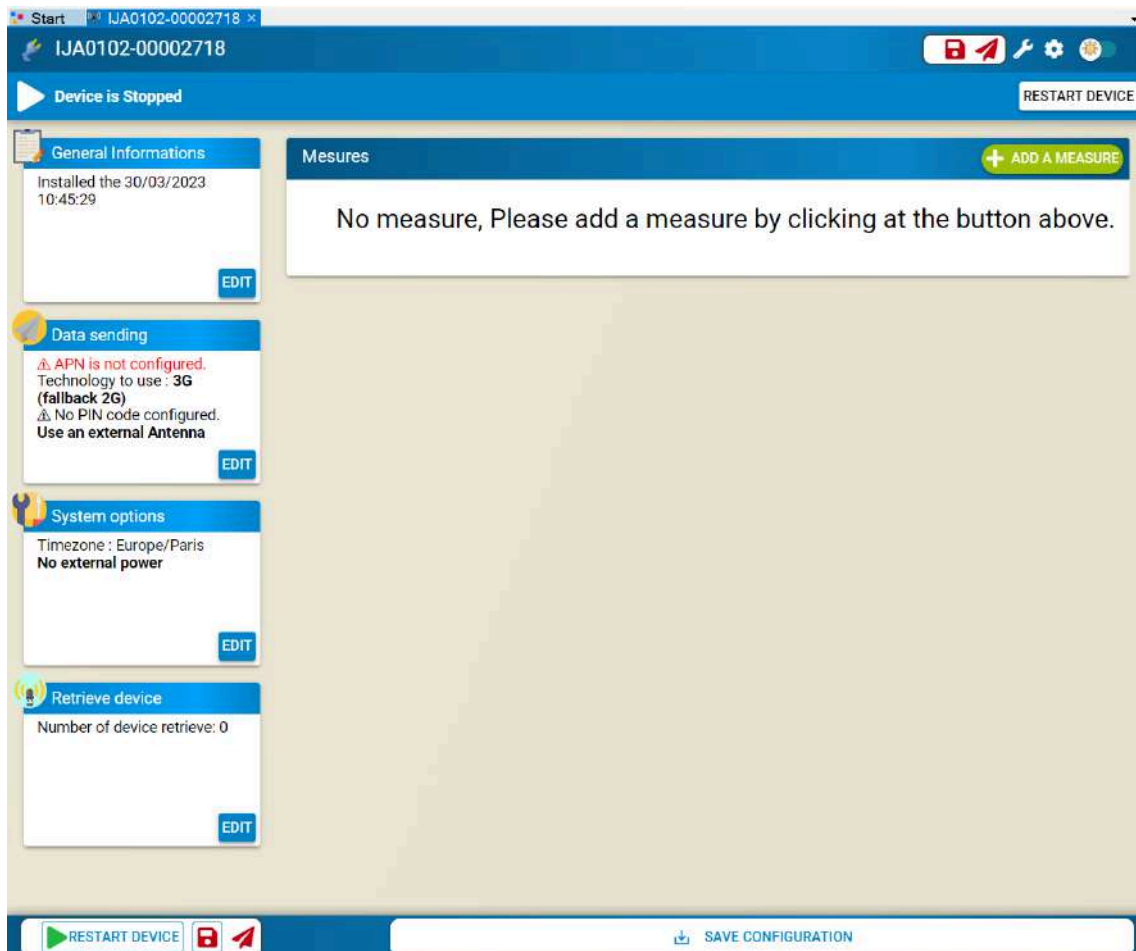 Start
IJA0102-00002718 ×
IJA0102-00002718
Device is Stopped
RESTART DEVICE
General Informations
Installed the 30/03/2023
10:45:29
EDIT
Mesures
+ ADD A MEASURE
No measure, Please add a measure by clicking at the button above.
Data sending
⚠ APN is not configured.
Technology to use : 3G
(fallback 2G)
⚠ No PIN code configured.
Use an external Antenna
EDIT
System options
Timezone : Europe/Paris
No external power
EDIT
Retrieve device
Number of device retrieve: 0
EDIT
RESTART DEVICE
SAVE CONFIGURATION